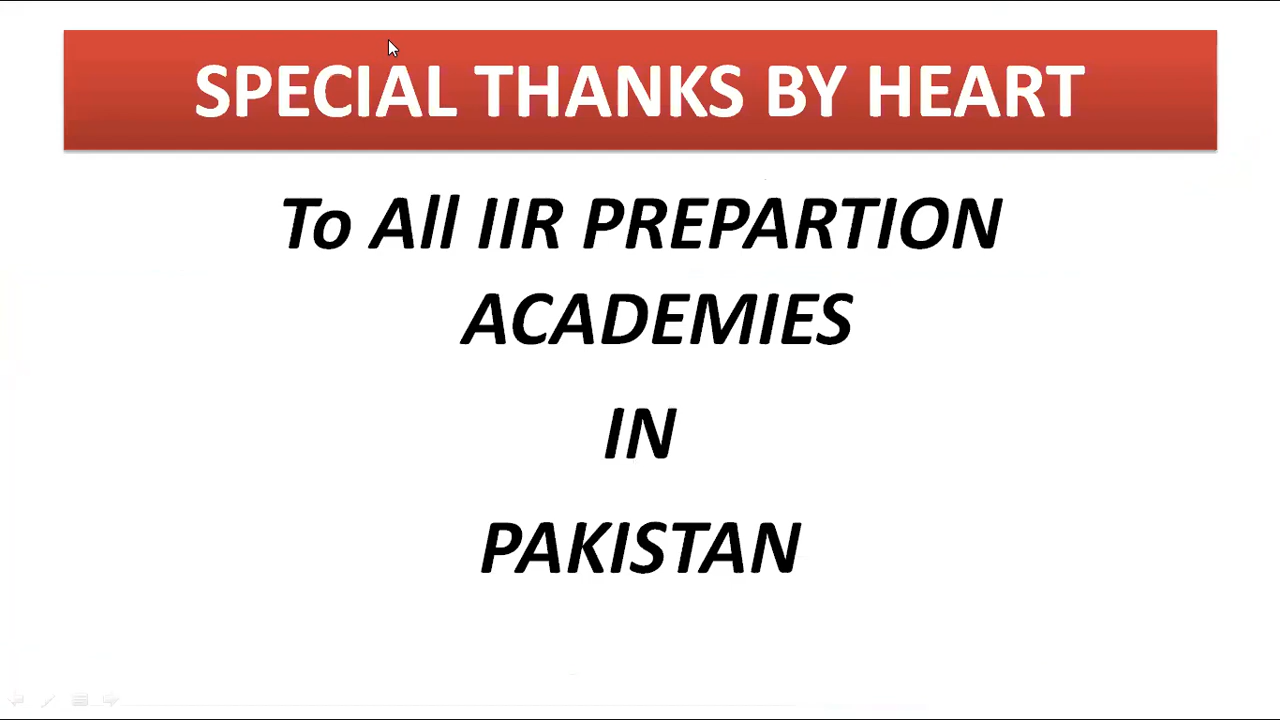 SPECIAL THANKS BY HEART
To All IIR PREPARTION
ACADEMIES
IN
PAKISTAN